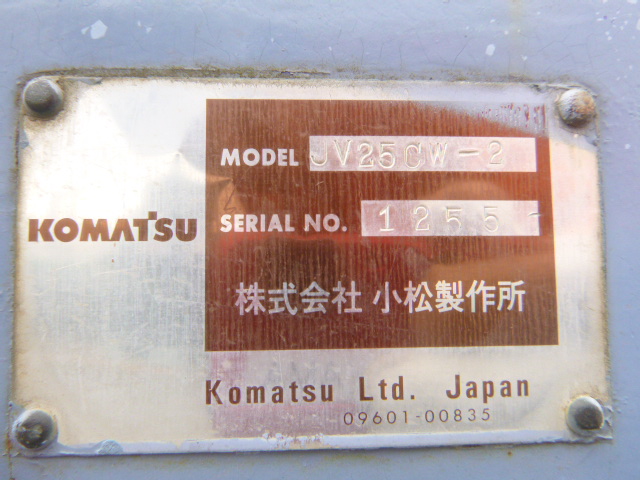 MODEL JV25CW-2
KOMATSU
SERIAL NO. 1255
株式会社 小松製作所
Komatsu Ltd. Japan
09601-00835